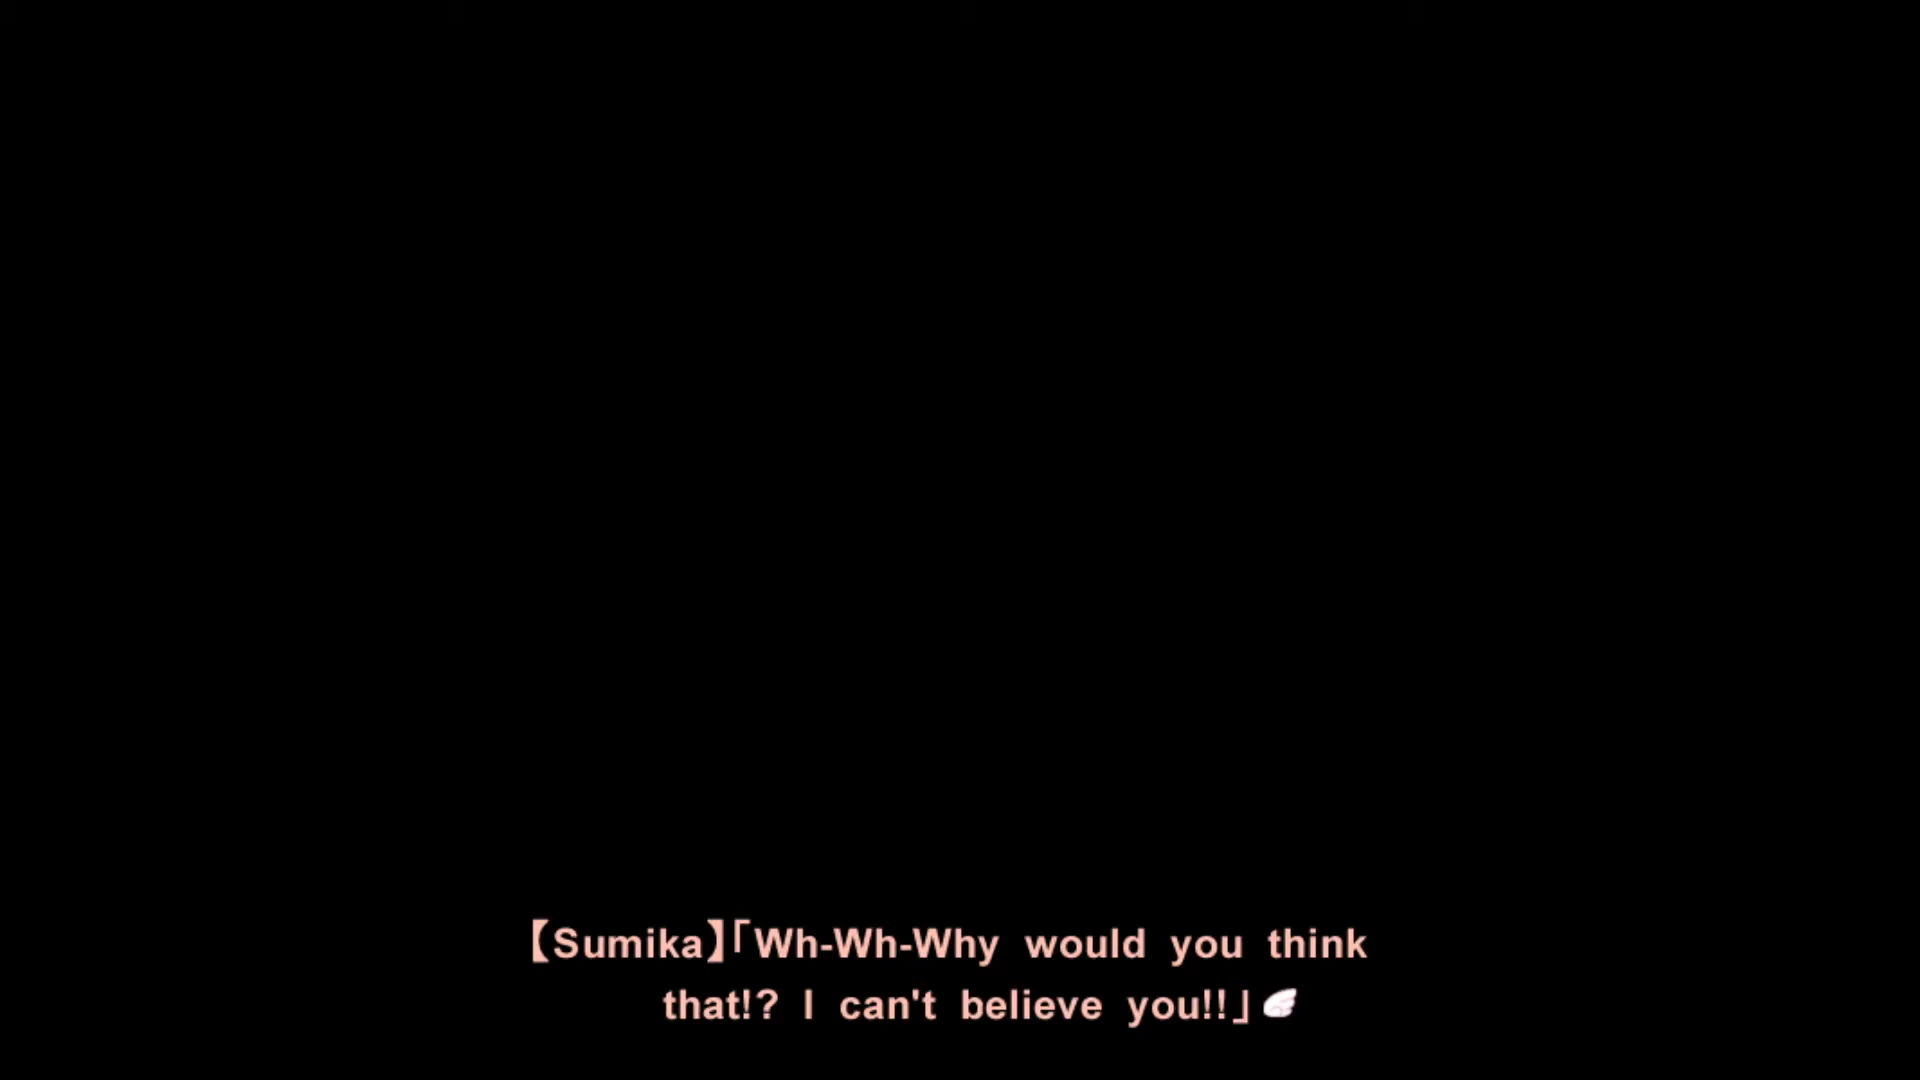 【Sumika】「Wh-Wh-Why would you think
that!? I can't believe you!!」